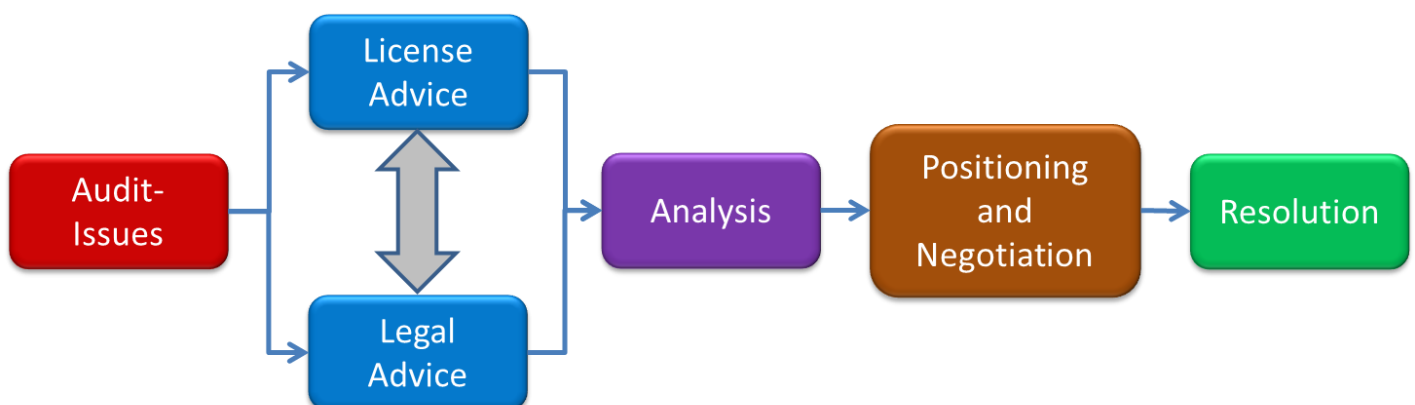 Audit-
Issues
License
Advice
Legal
Advice
Analysis
Positioning
and
Negotiation
Resolution